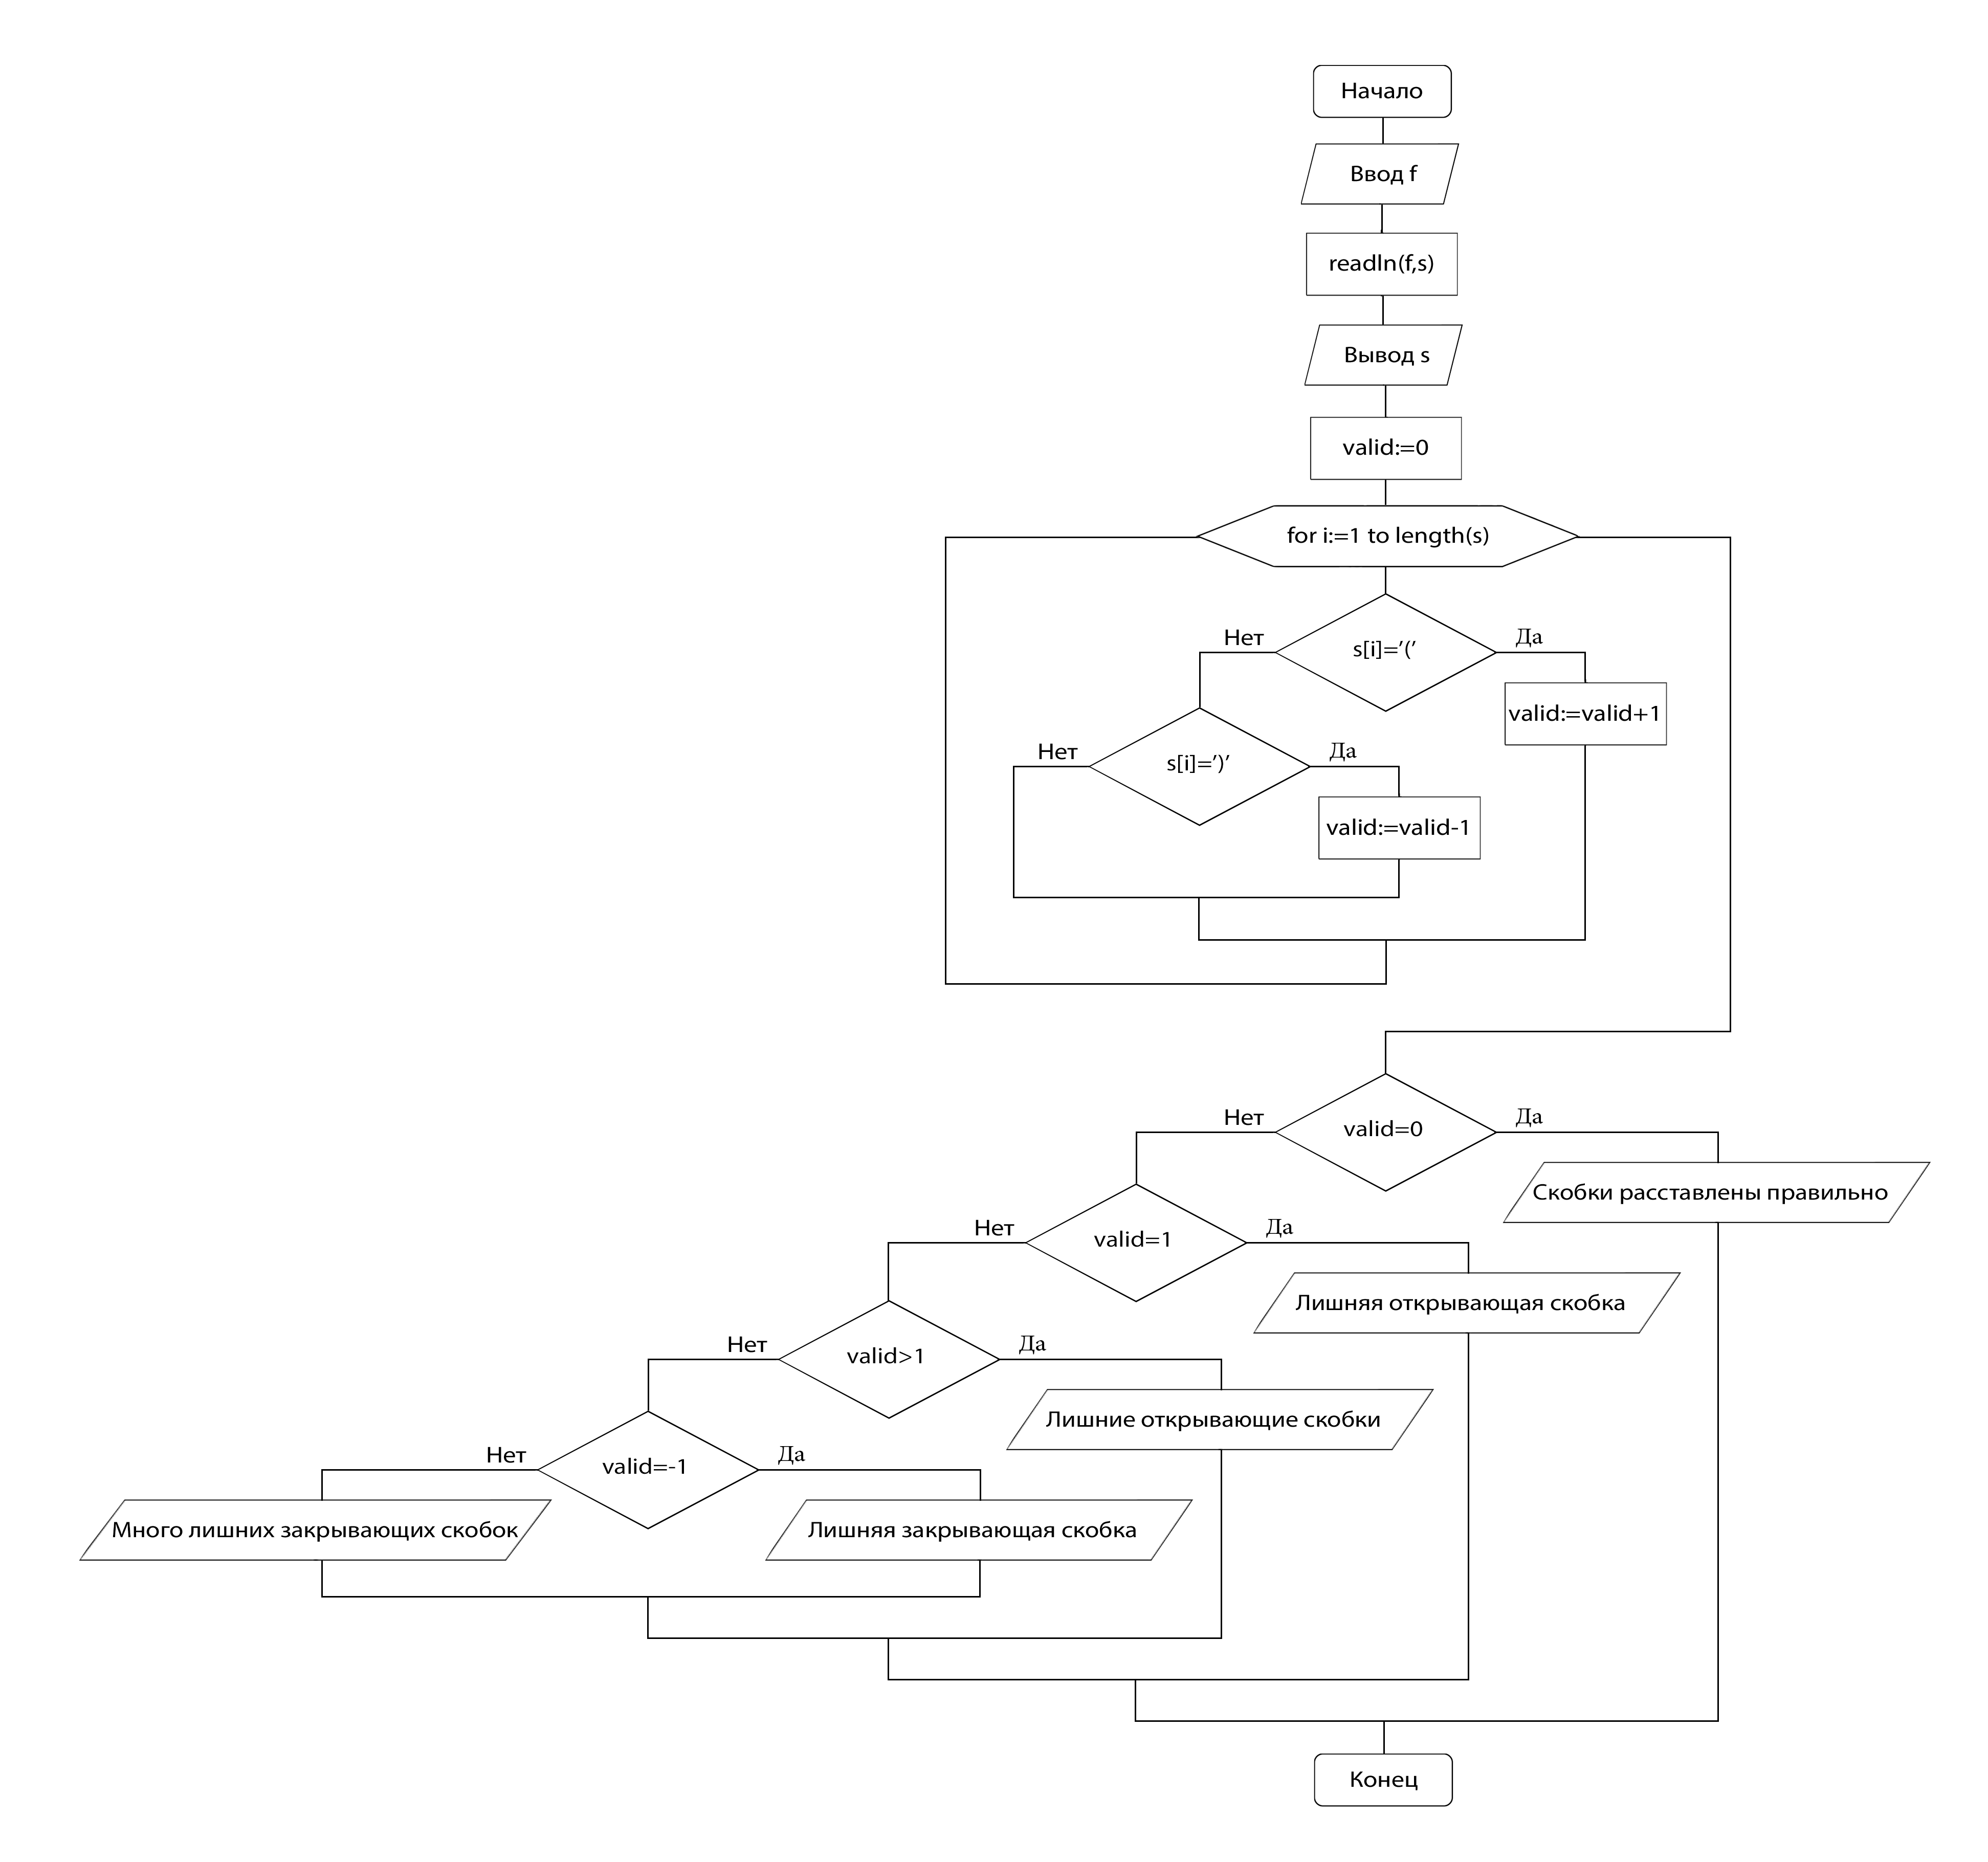 Начало
Ввод f
readln(f,s)
Вывод s
valid:=0
for i:=1 to length(s)
Нет
Да
s[i]='('
valid:=valid+1
Нет
Да
s[i]=')'
valid:=valid-1
Нет
Да
valid=0
Скобки расставлены правильно
Нет
Да
valid=1
Лишняя открывающая скобка
Нет
Да
valid>1
Лишние открывающие скобки
Нет
Да
valid=-1
Много лишних закрывающих скобок
Лишняя закрывающая скобка
Конец